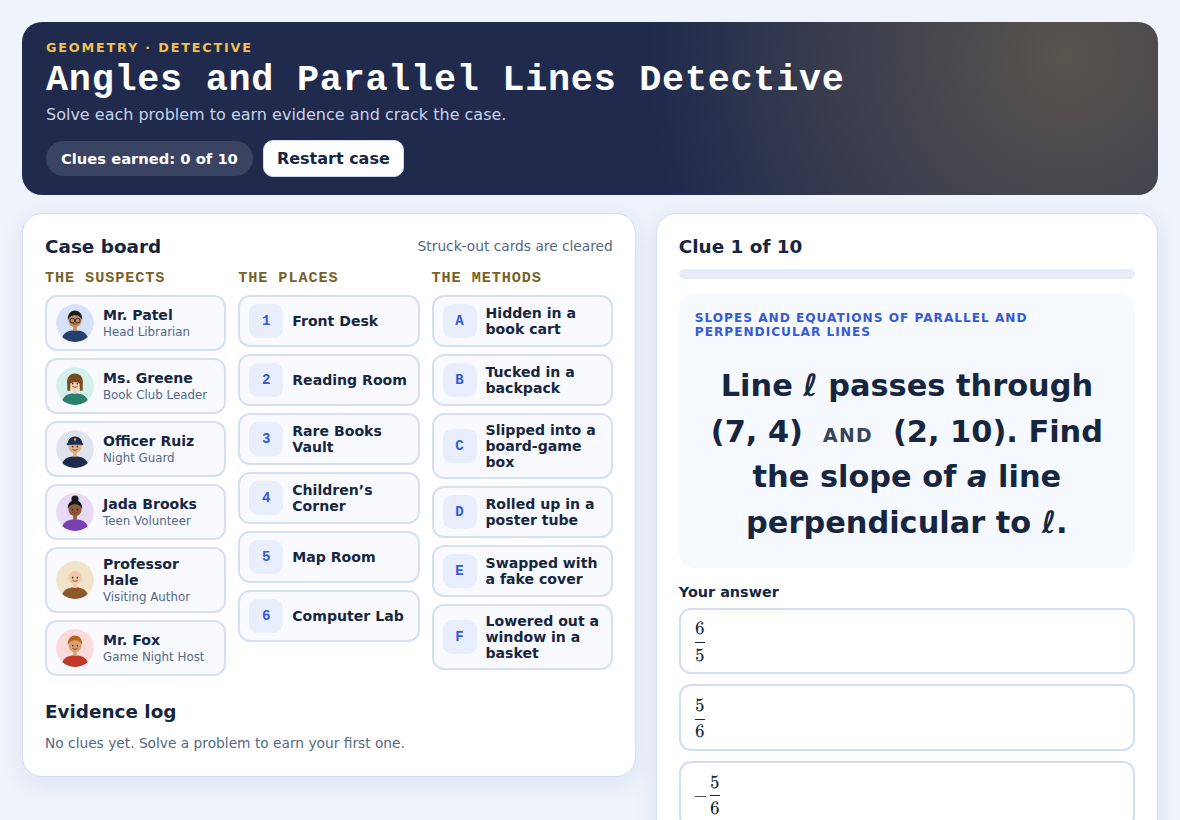 GEOMETRY · DETECTIVE
Angles and Parallel Lines Detective
Solve each problem to earn evidence and crack the case.
Clues earned: 0 of 10
Restart case
Case board
Struck-out cards are cleared
THE SUSPECTS
Mr. Patel
Head Librarian
Ms. Greene
Book Club Leader
Officer Ruiz
Night Guard
Jada Brooks
Teen Volunteer
Professor
Hale
Visiting Author
Mr. Fox
Game Night Host
THE PLACES
1 Front Desk
2 Reading Room
3 Rare Books
Vault
4 Children’s
Corner
5 Map Room
6 Computer Lab
THE METHODS
A Hidden in a
book cart
B Tucked in a
backpack
C Slipped into a
board-game
box
D Rolled up in a
poster tube
E Swapped with
a fake cover
F Lowered out a
window in a
basket
Evidence log
No clues yet. Solve a problem to earn your first one.
Clue 1 of 10
SLOPES AND EQUATIONS OF PARALLEL AND
PERPENDICULAR LINES
Line ℓ passes through
(7, 4) AND (2, 10). Find
the slope of a line
perpendicular to ℓ.
Your answer
6
5
5
6
−5
6